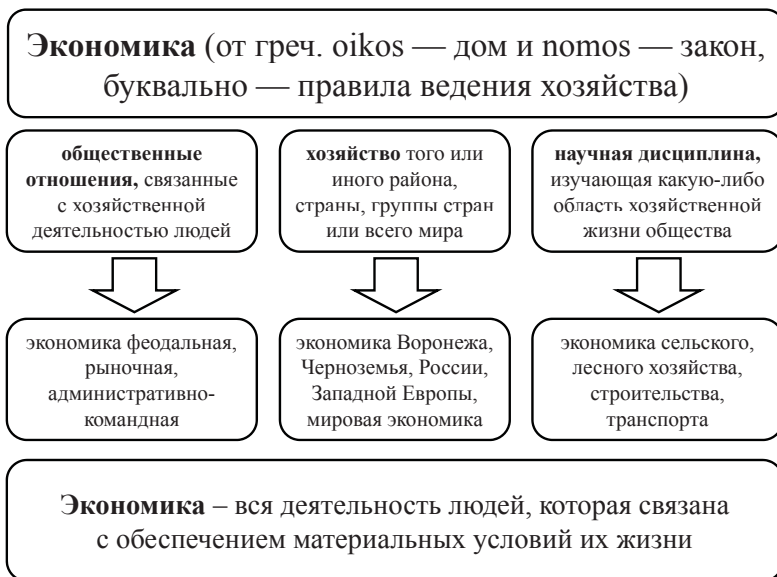 Экономика (от греч. oikos — дом и nomos — закон,
буквально — правила ведения хозяйства)
общественные
отношения, связанные
с хозяйственной
деятельностью людей
хозяйство того или
иного района,
страны, группы стран
или всего мира
научная дисциплина,
изучающая какую-либо
область хозяйственной
жизни общества
экономика феодальная,
рыночная,
административно-
командная
экономика Воронежа,
Черноземья, России,
Западной Европы,
мировая экономика
экономика сельского,
лесного хозяйства,
строительства,
транспорта
Экономика – вся деятельность людей, которая связана
с обеспечением материальных условий их жизни